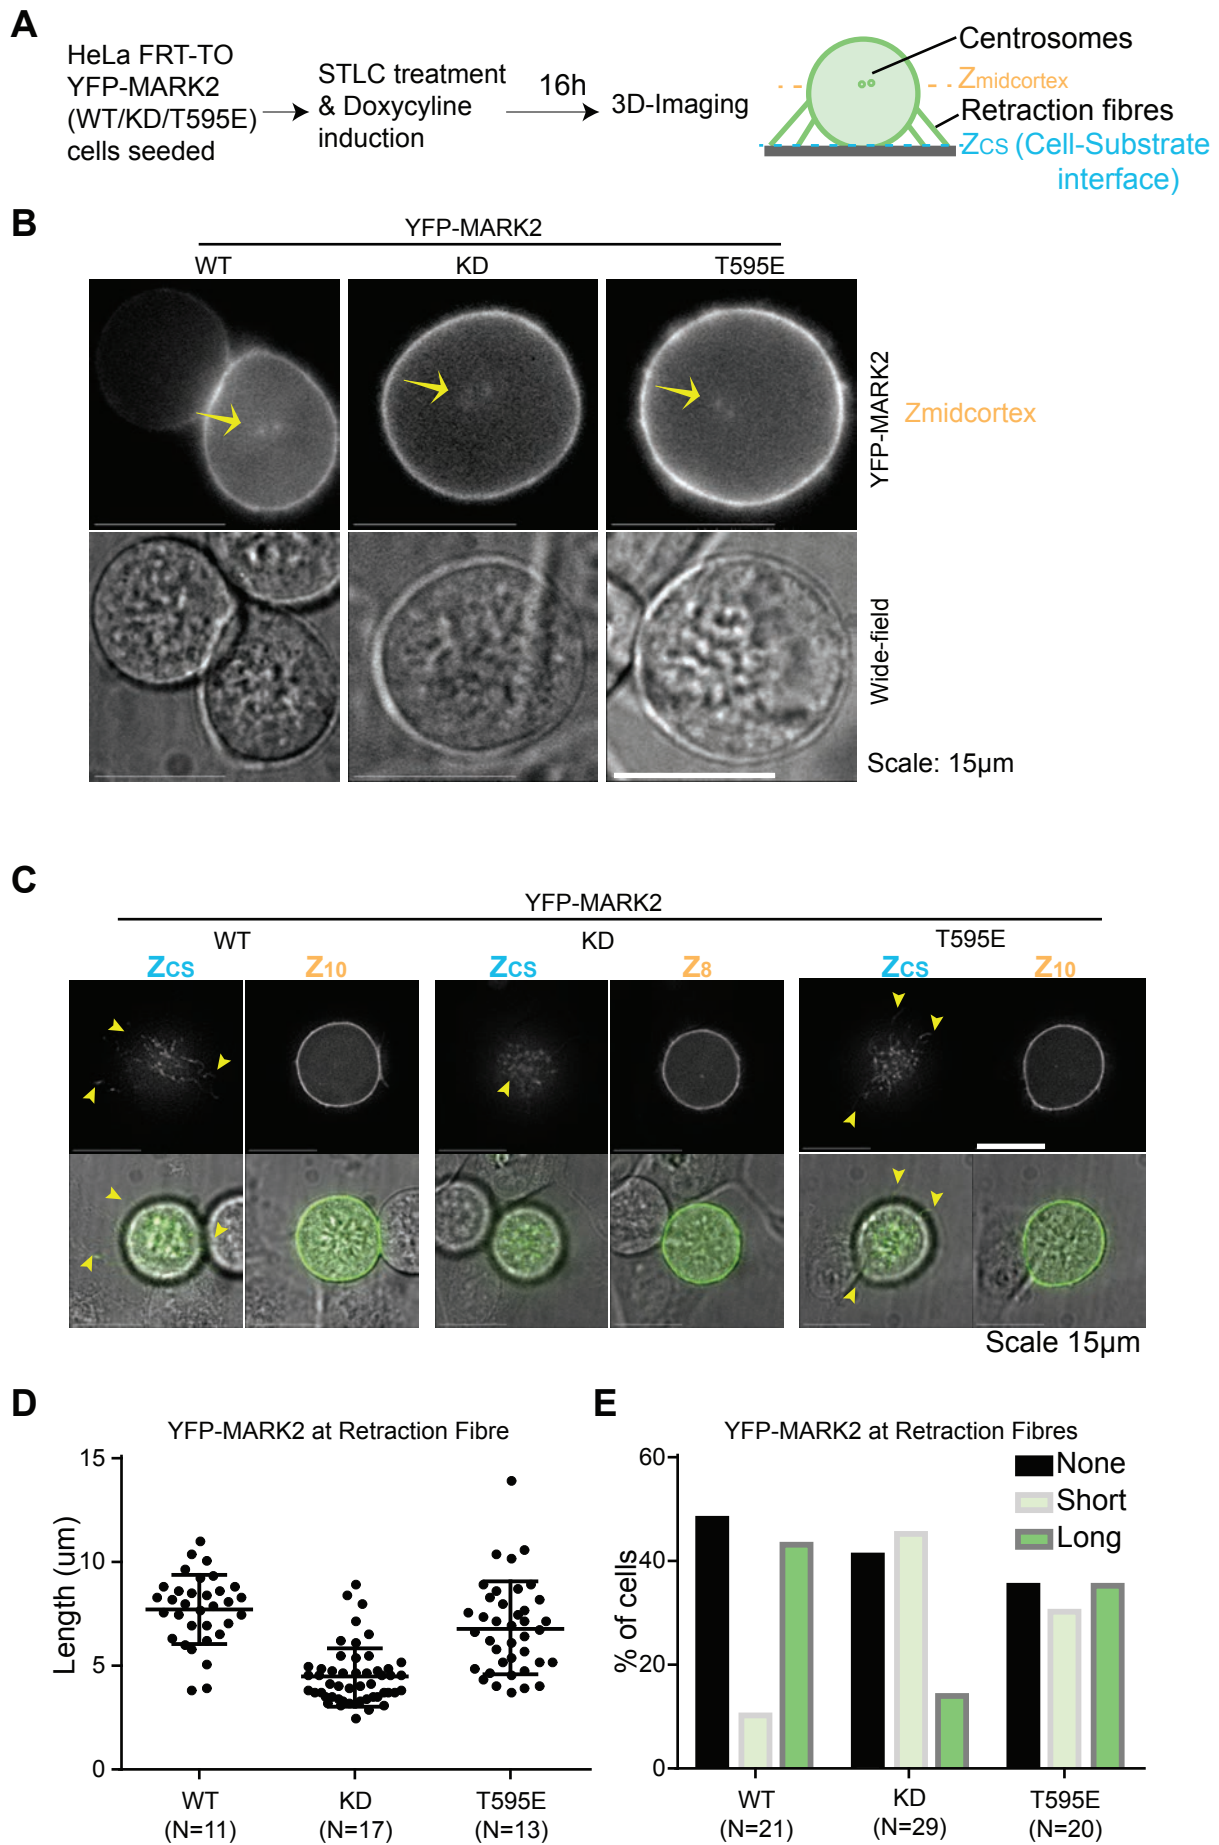 A
HeLa FRT-TO
YFP-MARK2
(WT/KD/T595E)
cells seeded
STLC treatment
& Doxycyline
induction
16h
3D-Imaging
Centrosomes
Zmidcortex
Retraction fibres
ZCS (Cell-Substrate
interface)
B
YFP-MARK2
WT KD T595E
YFP-MARK2
Zmidcortex
Wide-field
Scale: 15µm
C
YFP-MARK2
WT KD T595E
ZCS Z10 ZCS Z8 ZCS Z10
Scale 15µm
D
YFP-MARK2 at Retraction Fibre
Length (um)
15
10
5
0
WT KD T595E
(N=11) (N=17) (N=13)
E
YFP-MARK2 at Retraction Fibres
% of cells
60
40
20
0
None
Short
Long
WT KD T595E
(N=21) (N=29) (N=20)